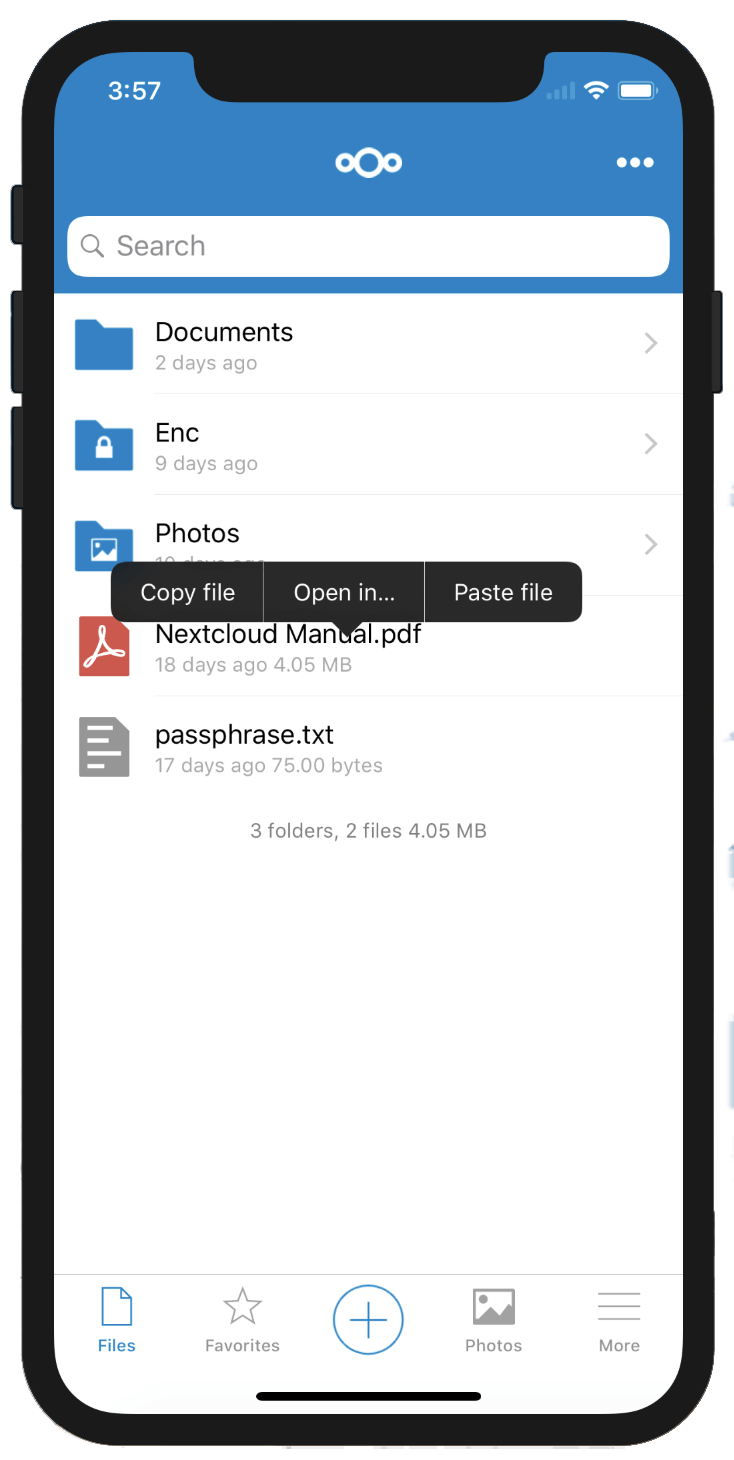 3:57
Search
Documents
2 days ago
Enc
9 days ago
Photos
Copy file
Open in...
Paste file
Nextcloud Manual.pdf
18 days ago 4.05 MB
passphrase.txt
17 days ago 75.00 bytes
3 folders, 2 files 4.05 MB
Files
Favorites
Photos
More